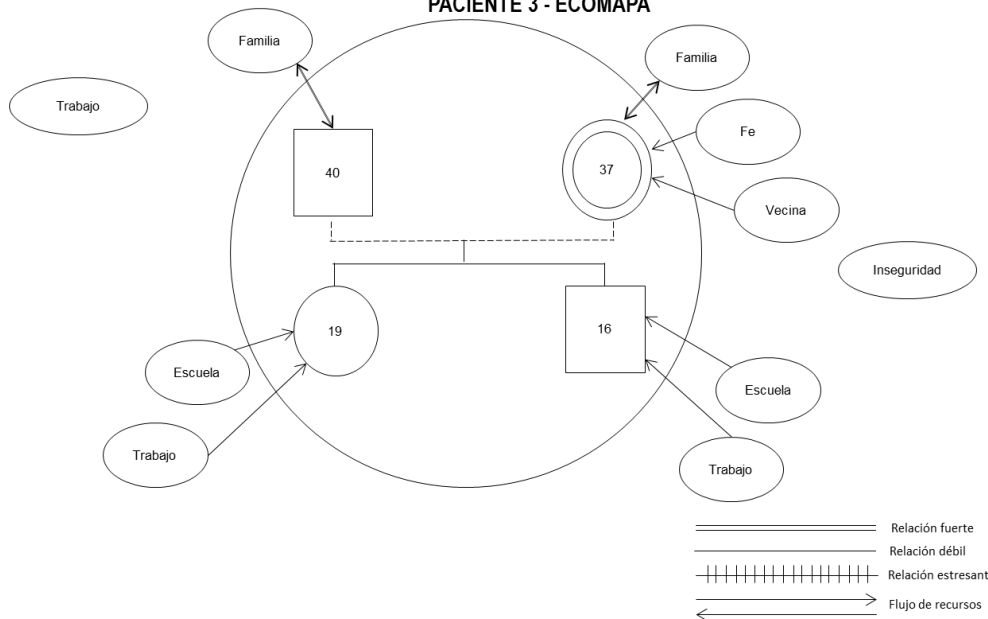 PACIENTE 3 - ECOMAPA
Familia
Familia
Trabajo
Fe
40
37
Vecina
Inseguridad
19
16
Escuela
Escuela
Trabajo
Trabajo
Relación fuerte
Relación débil
Relación estresant
Flujo de recursos